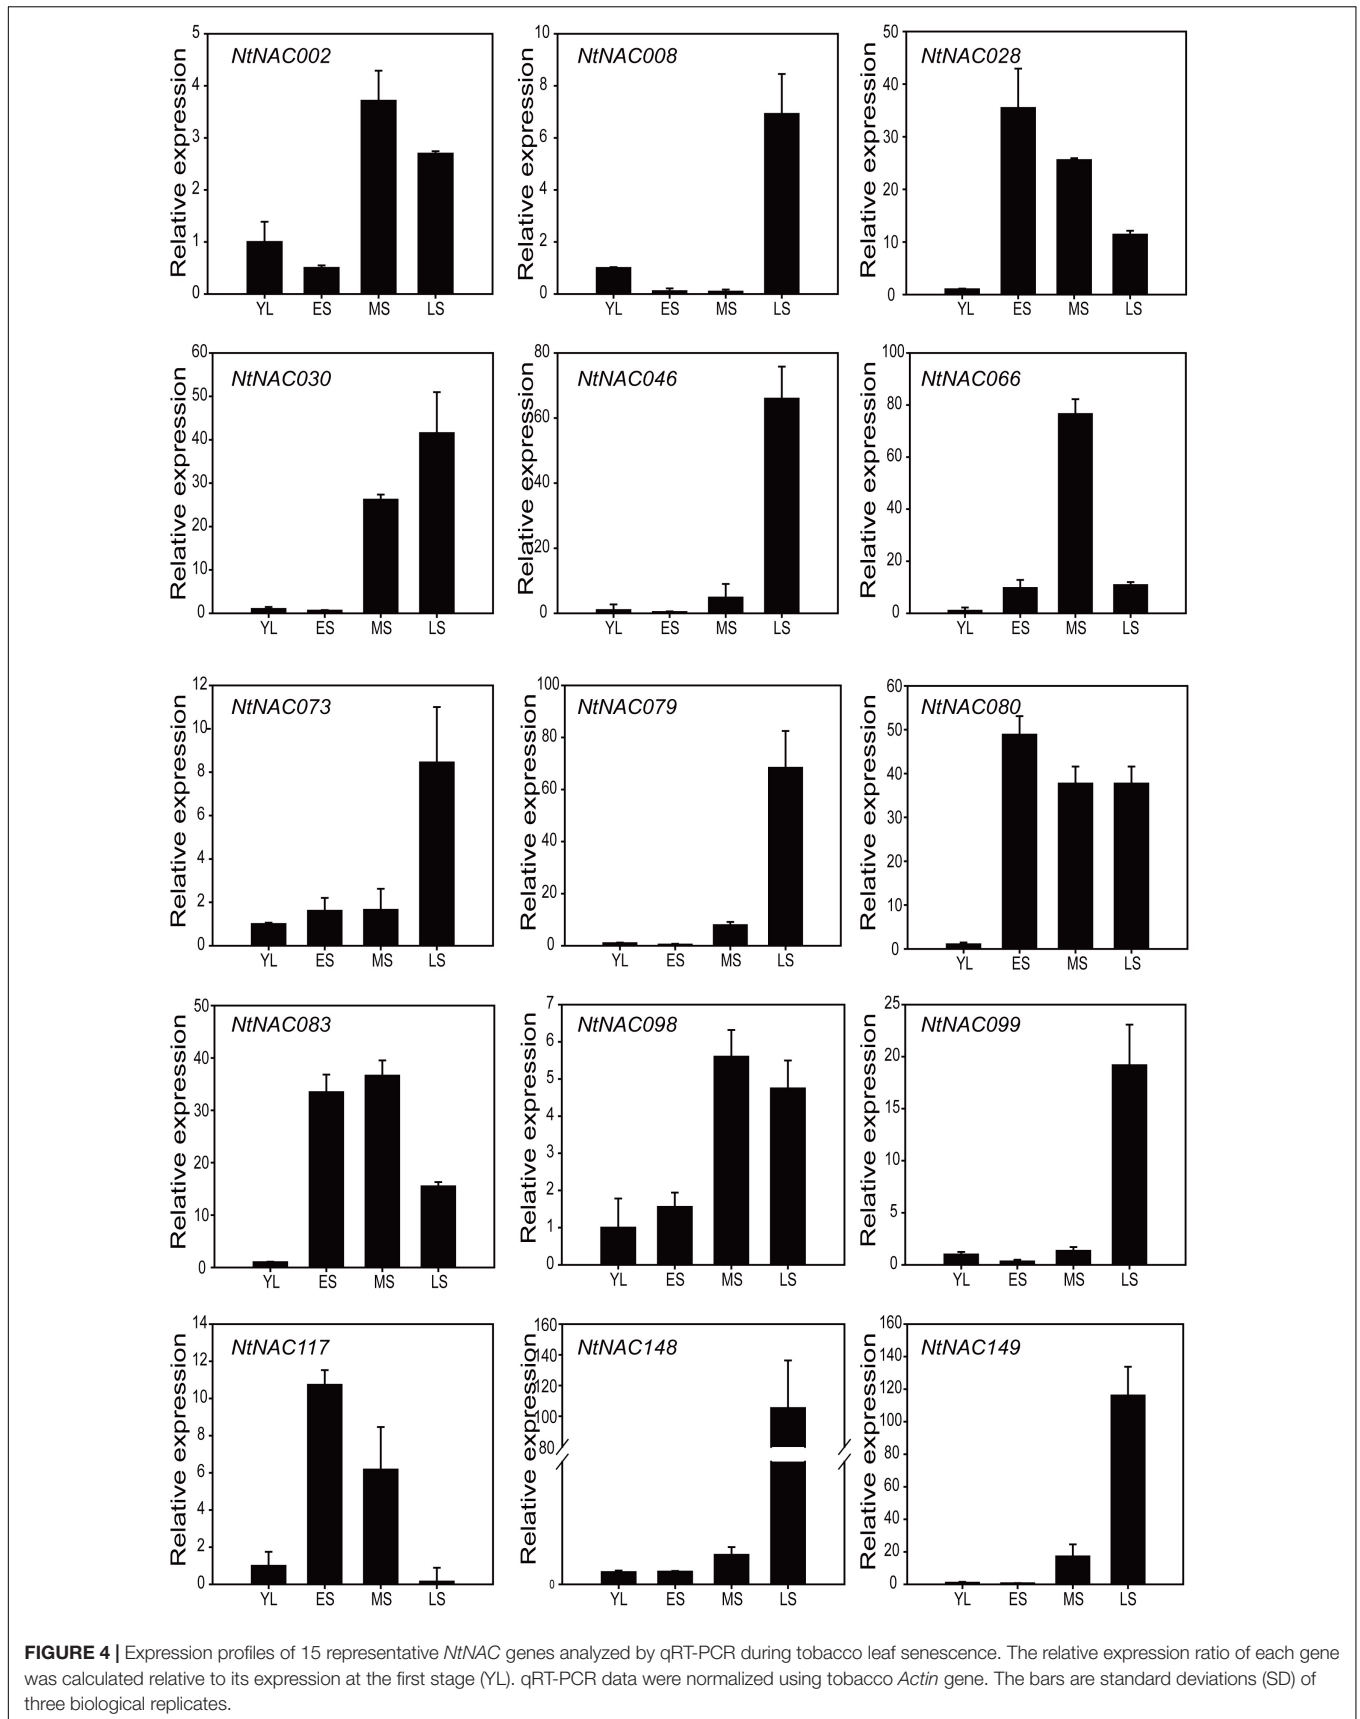 NtNAC002
Relative expression
5
4
3
2
1
0
YL ES MS LS
NtNAC008
Relative expression
10
8
6
4
2
0
YL ES MS LS
NtNAC028
Relative expression
50
40
30
20
10
0
YL ES MS LS
NtNAC030
Relative expression
60
50
40
30
20
10
0
YL ES MS LS
NtNAC046
Relative expression
80
60
40
20
0
YL ES MS LS
NtNAC066
Relative expression
100
80
60
40
20
0
YL ES MS LS
NtNAC073
Relative expression
12
10
8
6
4
2
0
YL ES MS LS
NtNAC079
Relative expression
100
80
60
40
20
0
YL ES MS LS
NtNAC080
Relative expression
60
50
40
30
20
10
0
YL ES MS LS
NtNAC083
Relative expression
50
40
30
20
10
0
YL ES MS LS
NtNAC098
Relative expression
7
6
5
4
3
2
1
0
YL ES MS LS
NtNAC099
Relative expression
25
20
15
10
5
0
YL ES MS LS
NtNAC117
Relative expression
14
12
10
8
6
4
2
0
YL ES MS LS
NtNAC148
Relative expression
160
140
120
100
80
0
YL ES MS LS
NtNAC149
Relative expression
160
140
120
100
80
60
40
20
0
YL ES MS LS
FIGURE 4 | Expression profiles of 15 representative NtNAC genes analyzed by qRT-PCR during tobacco leaf senescence. The relative expression ratio of each gene
was calculated relative to its expression at the first stage (YL). qRT-PCR data were normalized using tobacco Actin gene. The bars are standard deviations (SD) of
three biological replicates.